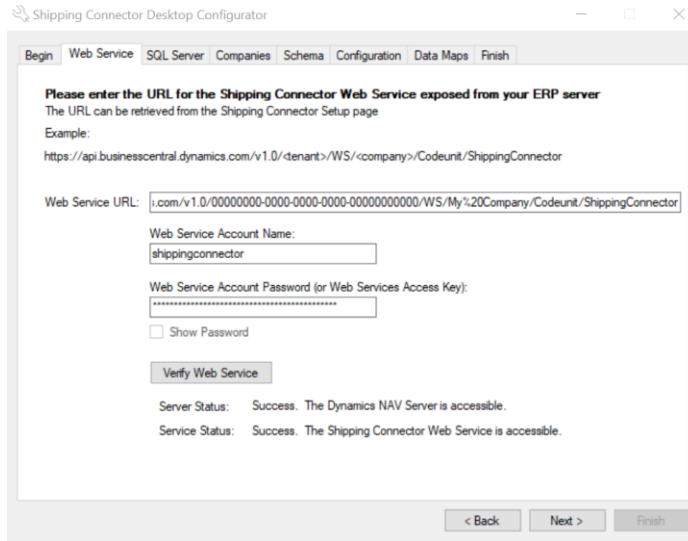 Shipping Connector Desktop Configurator
Begin Web Service SQL Server Companies Schema Configuration Data Maps Finish
Please enter the URL for the Shipping Connector Web Service exposed from your ERP server
The URL can be retrieved from the Shipping Connector Setup page
Example:
https://api.businesscentral.dynamics.com/v1.0/<tenant>/WS/<company>/Codeunit/ShippingConnector
Web Service URL: s.com/v1.0/00000000-0000-0000-0000-00000000000/WS/My%20Company/Codeunit/ShippingConnector
Web Service Account Name:
shippingconnector
Web Service Account Password (or Web Services Access Key):
********************************************
Show Password
Verify Web Service
Server Status: Success. The Dynamics NAV Server is accessible.
Service Status: Success. The Shipping Connector Web Service is accessible.
< Back Next > Finish